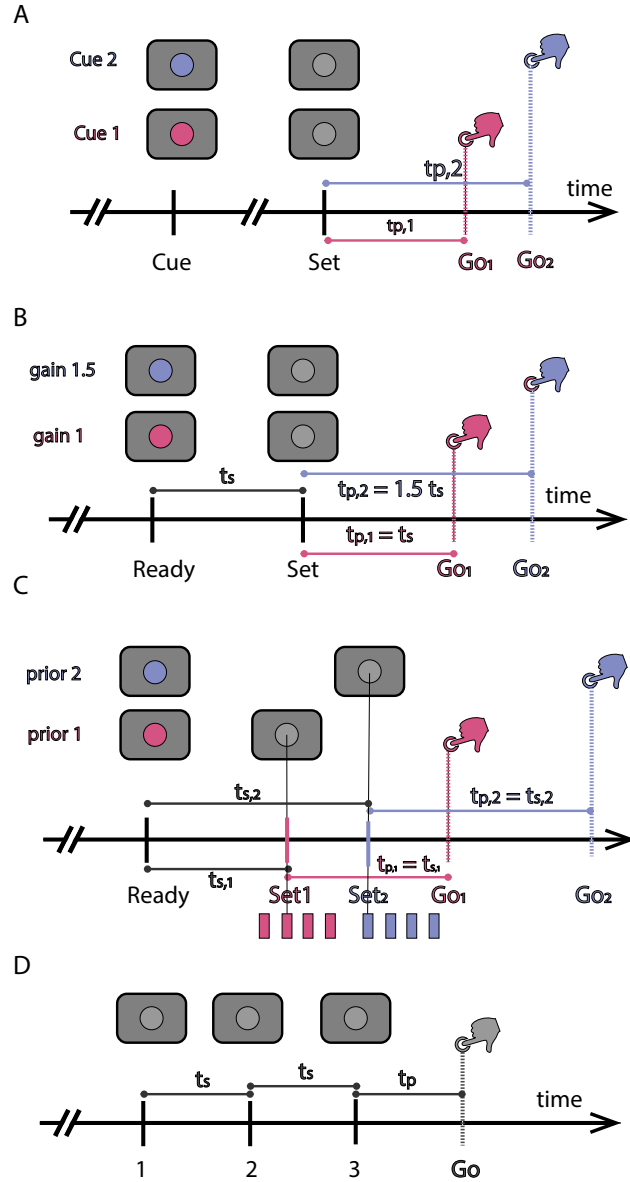 A
Cue 2
Cue 1
tp,2
time
tp,1
Cue
Set
Go1
Go2
B
gain 1.5
gain 1
ts
tp,2 = 1.5 ts
time
tp,1 = ts
Ready
Set
Go1
Go2
C
prior 2
prior 1
ts,2
tp,2 = ts,2
time
ts,1
tp,1 = ts,1
Ready
Set1
Set2
Go1
Go2
D
ts
ts
tp
time
1
2
3
Go